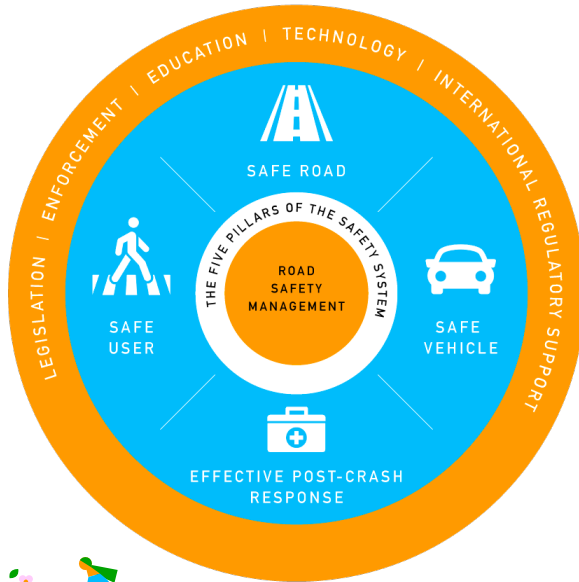 LEGISLATION | ENFORCEMENT | EDUCATION | TECHNOLOGY | INTERNATIONAL REGULATORY SUPPORT
SAFE ROAD
THE FIVE PILLARS OF THE SAFETY SYSTEM
ROAD
SAFETY
MANAGEMENT
SAFE
USER
SAFE
VEHICLE
EFFECTIVE POST-CRASH
RESPONSE